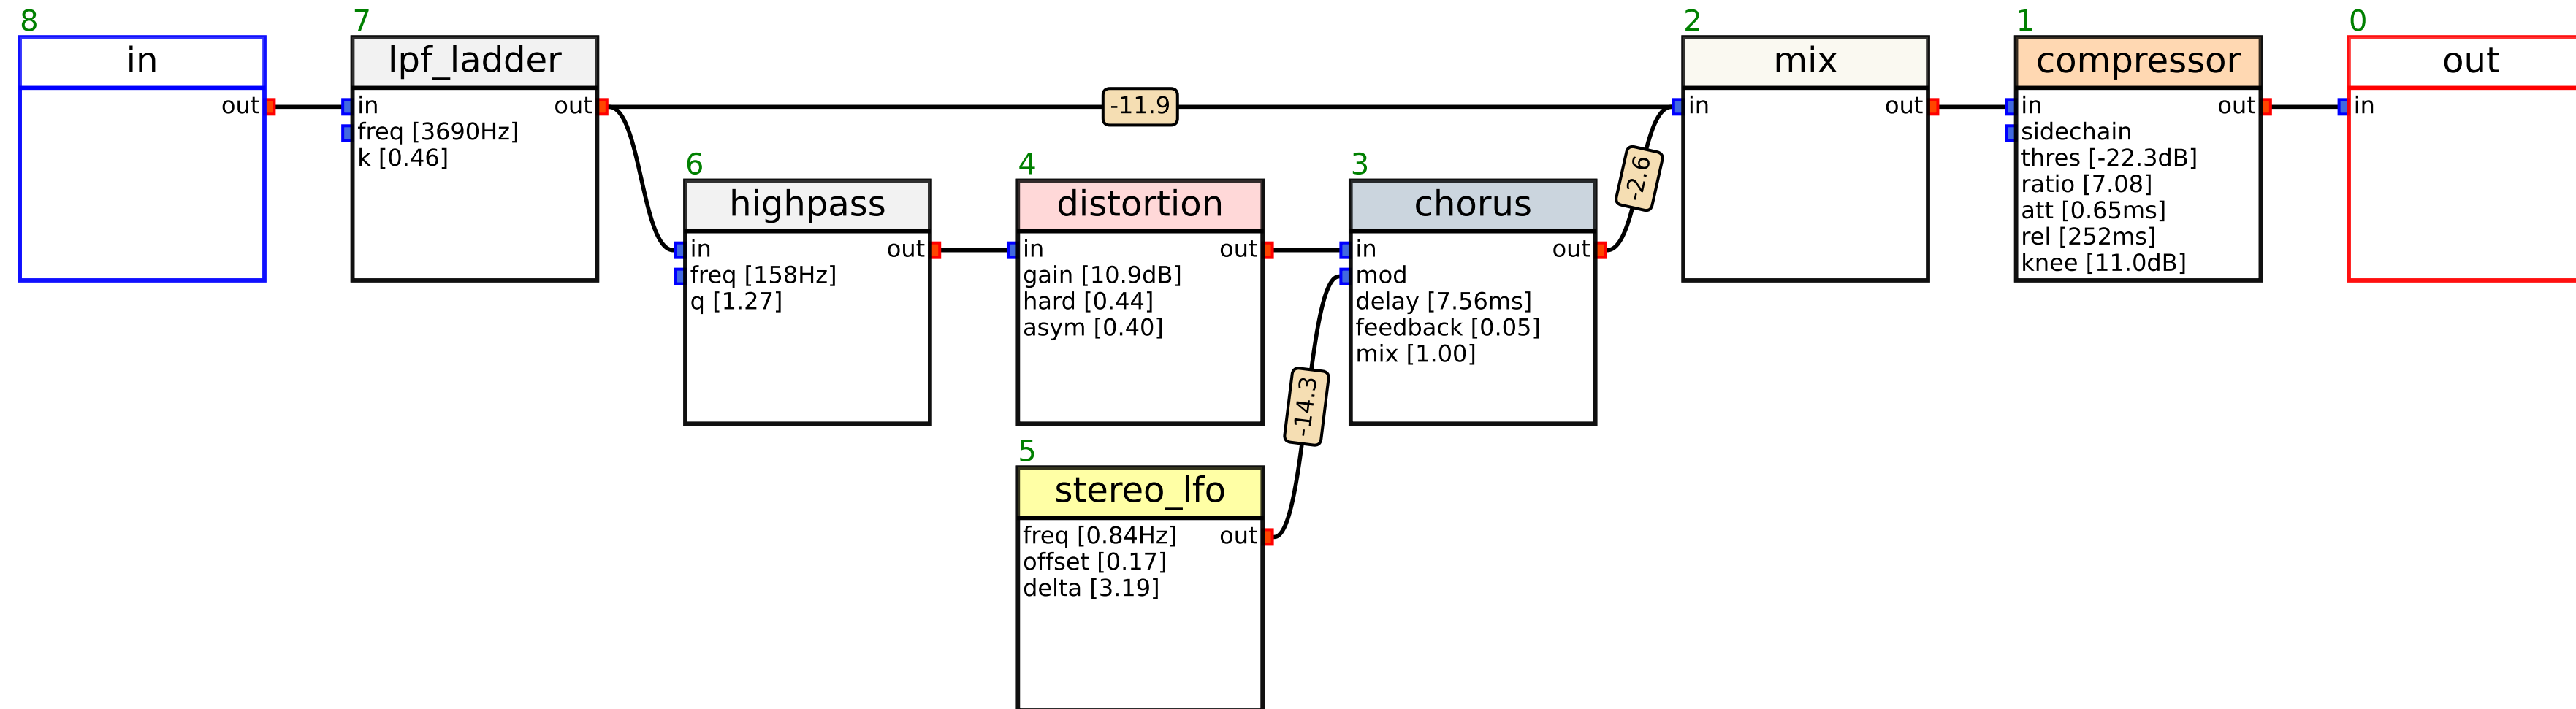 8
in
out
7
lpf_ladder
in out
freq [3690Hz]
k [0.46]
-11.9
6
highpass
in out
freq [158Hz]
q [1.27]
4
distortion
in out
gain [10.9dB]
hard [0.44]
asym [0.40]
5
stereo_lfo
freq [0.84Hz] out
offset [0.17]
delta [3.19]
-14.3
3
chorus
in out
mod
delay [7.56ms]
feedback [0.05]
mix [1.00]
-2.6
2
mix
in out
1
compressor
in out
sidechain
thres [-22.3dB]
ratio [7.08]
att [0.65ms]
rel [252ms]
knee [11.0dB]
0
out
in